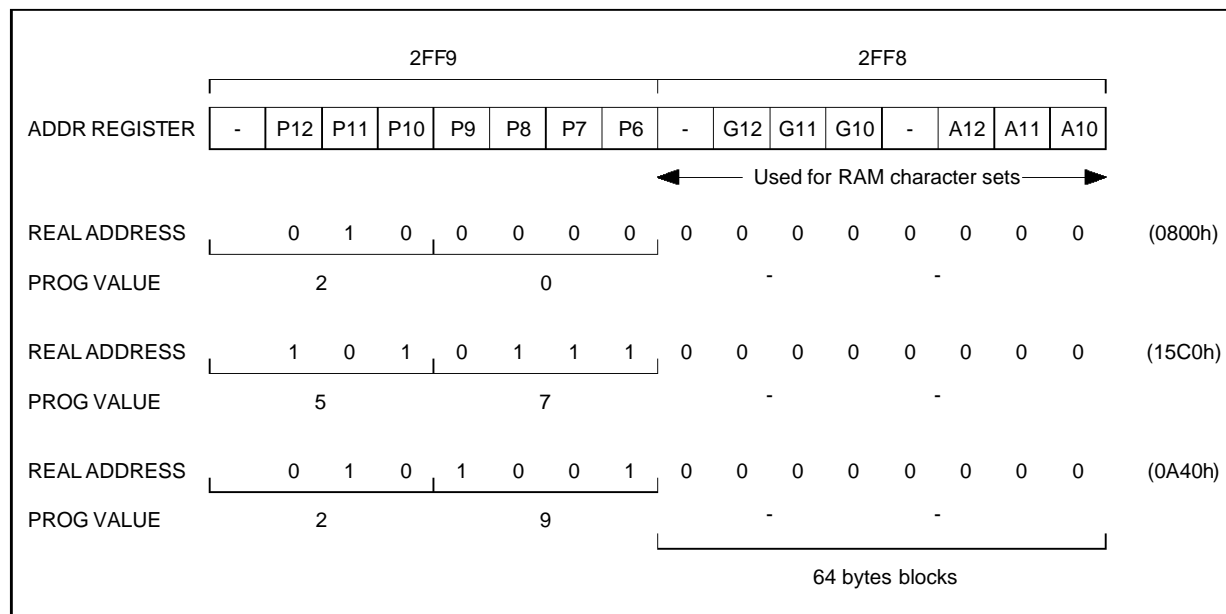 2FF9 2FF8
ADDR REGISTER - P12 P11 P10 P9 P8 P7 P6 - G12 G11 G10 - A12 A11 A10
Used for RAM character sets
REAL ADDRESS 0 1 0 0 0 0 0 0 0 0 0 0 0 0 0 (0800h)
PROG VALUE 2 0 - -
REAL ADDRESS 1 0 1 0 1 1 1 0 0 0 0 0 0 0 0 (15C0h)
PROG VALUE 5 7 - -
REAL ADDRESS 0 1 0 1 0 0 1 0 0 0 0 0 0 0 0 (0A40h)
PROG VALUE 2 9 - -
64 bytes blocks